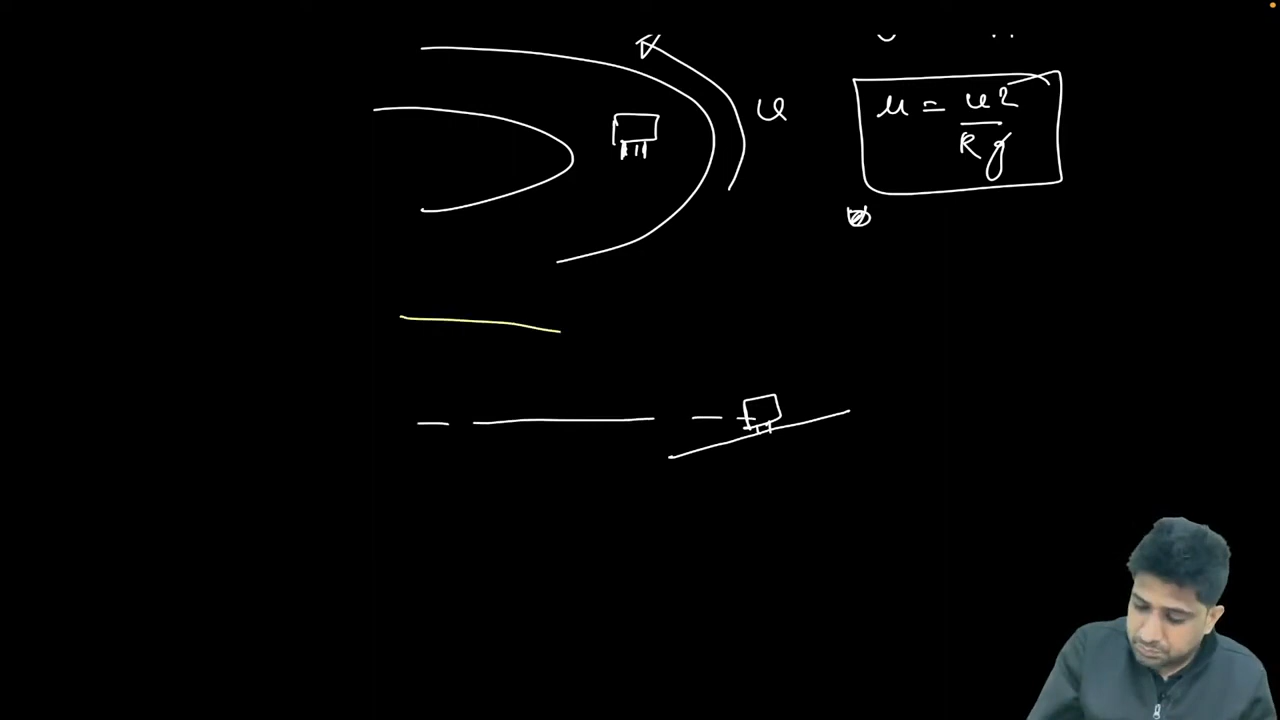 u
μ = u²
Rg